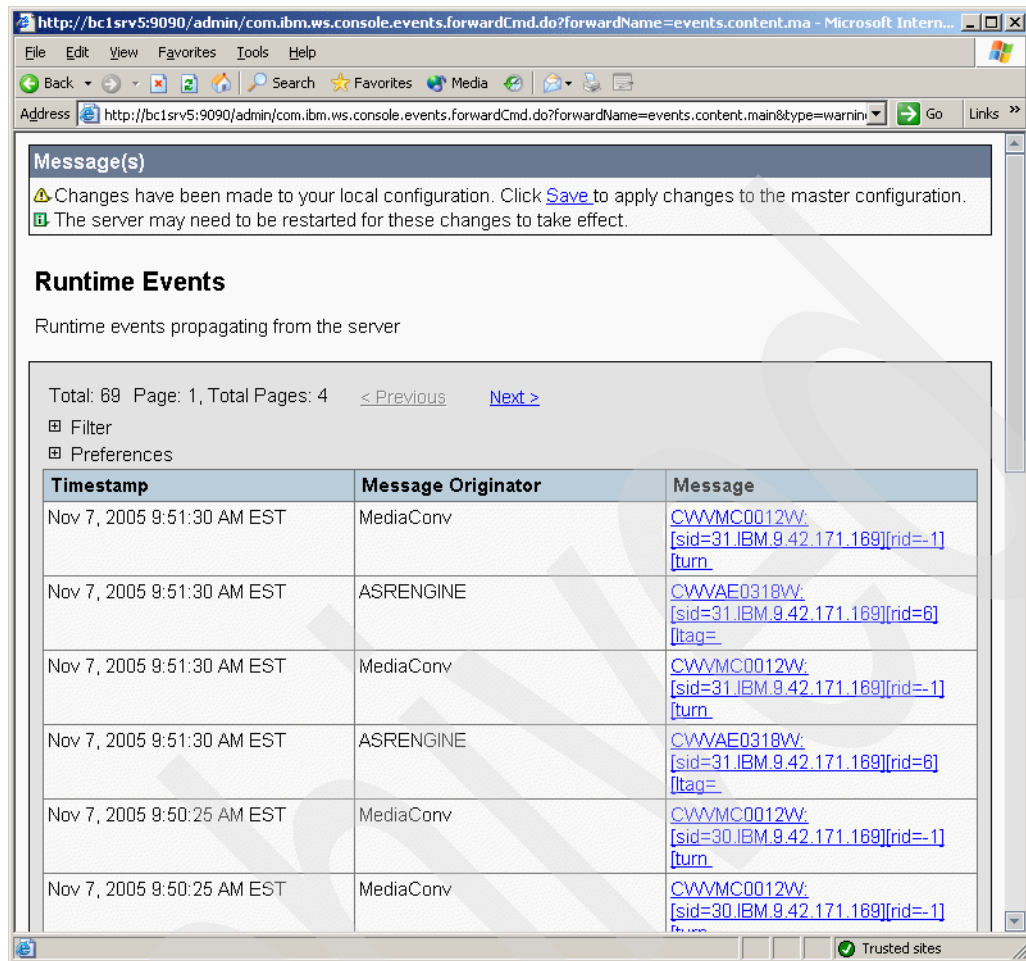 http://bc1srv5:9090/admin/com.ibm.ws.console.events.forwardCmd.do?forwardName=events.content.ma - Microsoft Intern...
File Edit View Favorites Tools Help
Back Search Favorites Media
Address http://bc1srv5:9090/admin/com.ibm.ws.console.events.forwardCmd.do?forwardName=events.content.main&type=warnin Go Links »
Message(s)
Changes have been made to your local configuration. Click Save to apply changes to the master configuration.
The server may need to be restarted for these changes to take effect.
Runtime Events
Runtime events propagating from the server
Total: 69 Page: 1, Total Pages: 4 < Previous Next >
Filter
Preferences
Timestamp Message Originator Message
Nov 7, 2005 9:51:30 AM EST MediaConv CWVMC0012W:
[sid=31.IBM.9.42.171.169][rid=-1]
[turn
Nov 7, 2005 9:51:30 AM EST ASRENGINE CWVAE0318W:
[sid=31.IBM.9.42.171.169][rid=6]
[ltag=
Nov 7, 2005 9:51:30 AM EST MediaConv CWVMC0012W:
[sid=31.IBM.9.42.171.169][rid=-1]
[turn
Nov 7, 2005 9:51:30 AM EST ASRENGINE CWVAE0318W:
[sid=31.IBM.9.42.171.169][rid=6]
[ltag=
Nov 7, 2005 9:50:25 AM EST MediaConv CWVMC0012W:
[sid=30.IBM.9.42.171.169][rid=-1]
[turn
Nov 7, 2005 9:50:25 AM EST MediaConv CWVMC0012W:
[sid=30.IBM.9.42.171.169][rid=-1]
Trusted sites